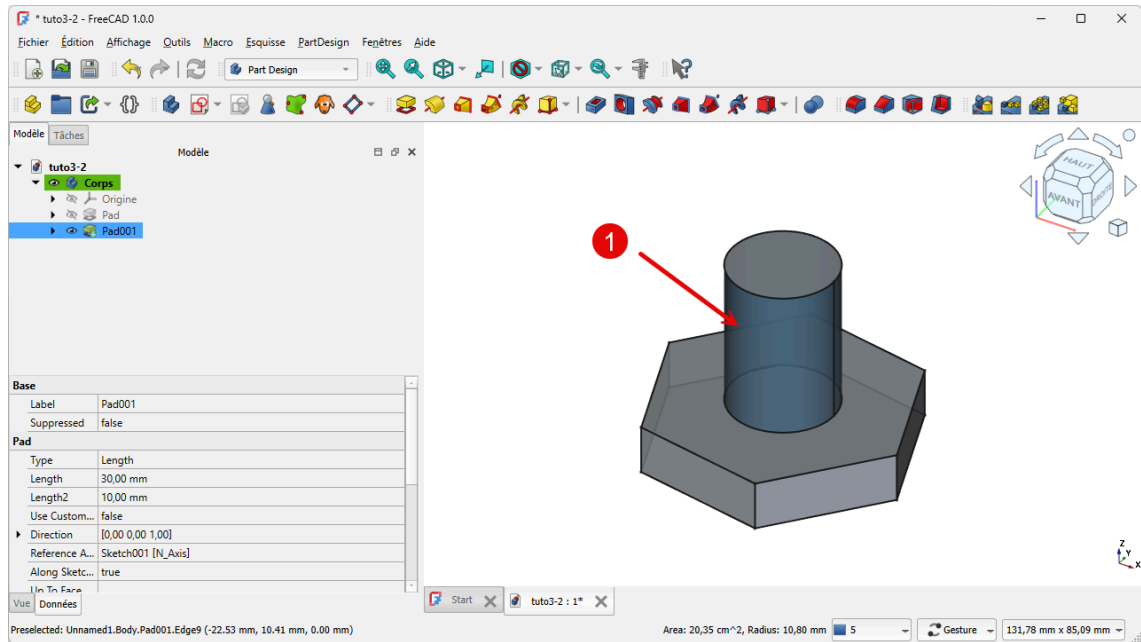 * tuto3-2 - FreeCAD 1.0.0
Fichier Édition Affichage Outils Macro Esquisse PartDesign Fenêtres Aide
Part Design
Modèle Tâches
Modèle
tuto3-2
Corps
Origine
Pad
Pad001
HAUT
AVANT
DROITE
1
Base
Label Pad001
Suppressed false
Pad
Type Length
Length 30,00 mm
Length2 10,00 mm
Use Custom... false
Direction [0,00 0,00 1,00]
Reference A... Sketch001 [N_Axis]
Along Sketc... true
Up To Face
Z
Y
X
Vue Données
Start tuto3-2 : 1*
Preselected: Unnamed1.Body.Pad001.Edge9 (-22.53 mm, 10.41 mm, 0.00 mm) Area: 20,35 cm^2, Radius: 10,80 mm 5 Gesture 131,78 mm x 85,09 mm